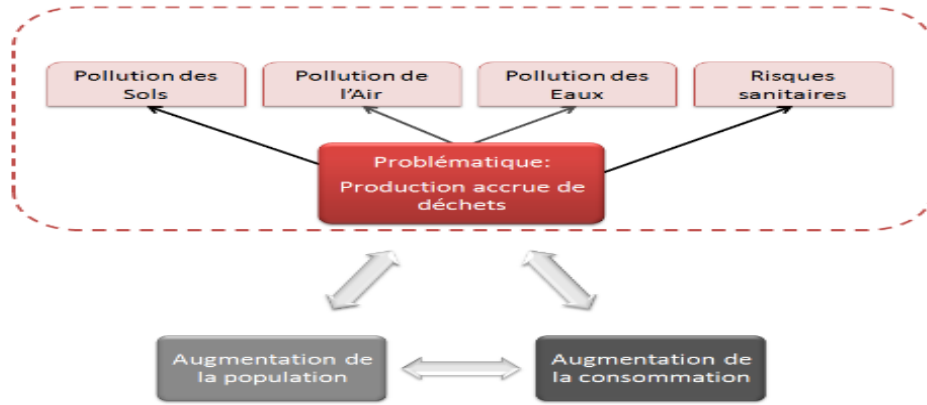 Pollution des
Sols
Pollution de
l'Air
Pollution des
Eaux
Risques
sanitaires
Problématique:
Production accrue de
déchets
Augmentation de
la population
Augmentation de
la consommation